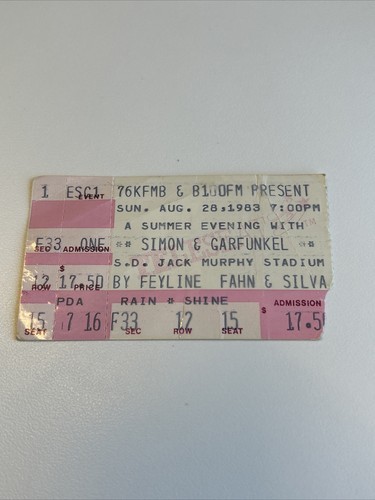 1 ESG1 76KFMB & B100FM PRESENT
EVENT SUN. AUG. 28,1983 7:00PM
A SUMMER EVENING WITH
F33 ONE ** SIMON & GARFUNKEL **
SEC ADMISSION
$ S.D. JACK MURPHY STADIUM
12 17.50 BY FEYLINE FAHN & SILVA
ROW PRICE
PDA RAIN * SHINE ADMISSION
15 7 16 F33 12 15 $ 17.50
SEAT SEC ROW SEAT